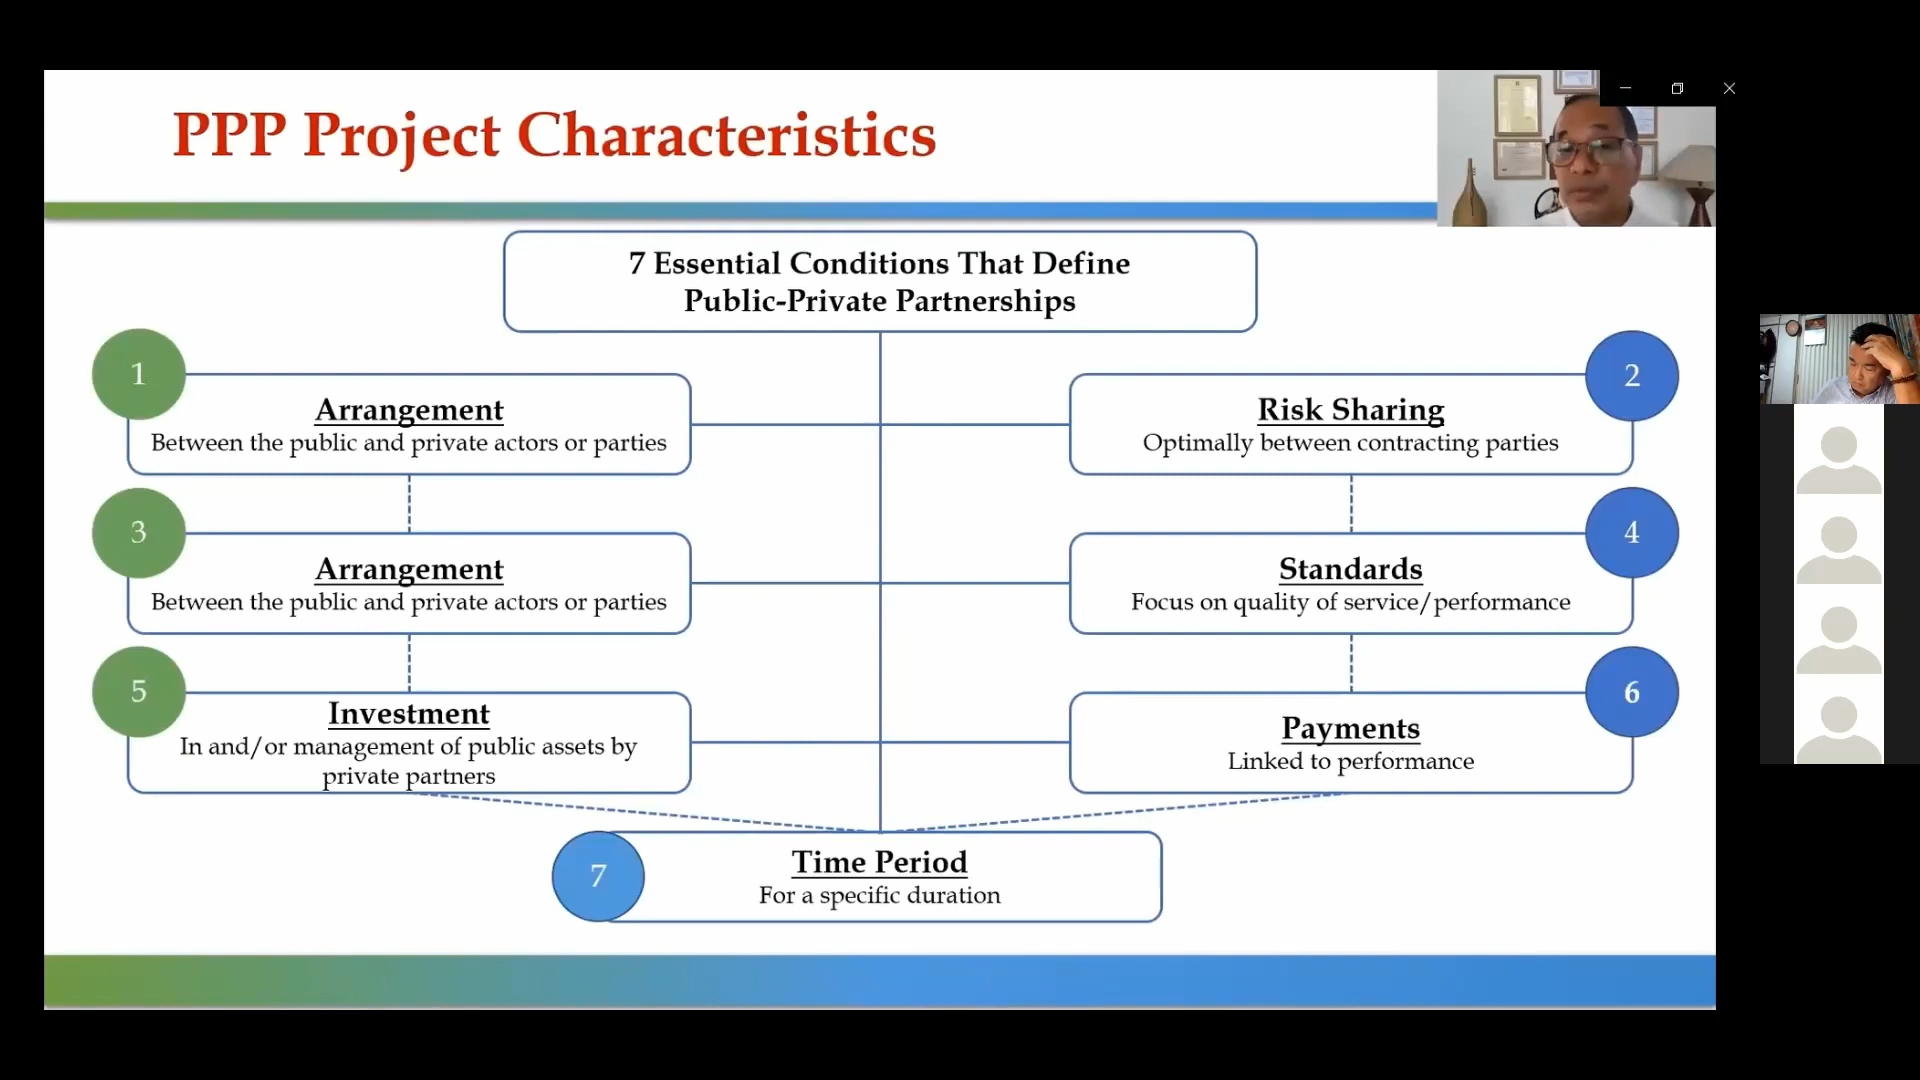 PPP Project Characteristics
7 Essential Conditions That Define
Public-Private Partnerships
1
Arrangement
Between the public and private actors or parties
2
Risk Sharing
Optimally between contracting parties
3
Arrangement
Between the public and private actors or parties
4
Standards
Focus on quality of service/performance
5
Investment
In and/or management of public assets by
private partners
6
Payments
Linked to performance
7
Time Period
For a specific duration